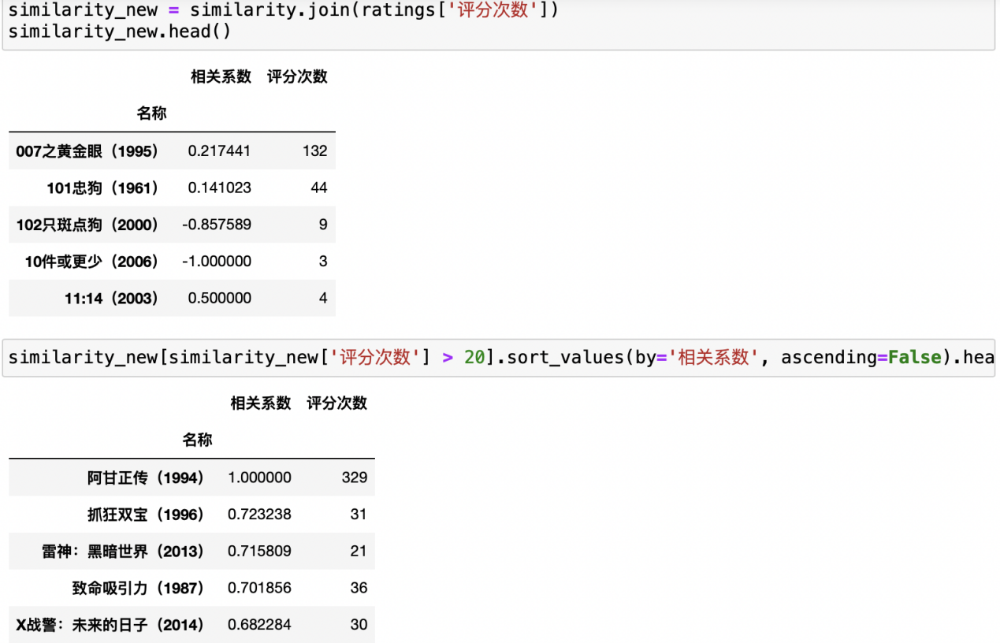 similarity_new = similarity.join(ratings['评分次数'])
similarity_new.head()
相关系数 评分次数
名称
007之黄金眼（1995） 0.217441 132
101忠狗（1961） 0.141023 44
102只斑点狗（2000） -0.857589 9
10件或更少（2006） -1.000000 3
11:14（2003） 0.500000 4
similarity_new[similarity_new['评分次数'] > 20].sort_values(by='相关系数', ascending=False).hea
相关系数 评分次数
名称
阿甘正传（1994） 1.000000 329
抓狂双宝（1996） 0.723238 31
雷神：黑暗世界（2013） 0.715809 21
致命吸引力（1987） 0.701856 36
X战警：未来的日子（2014） 0.682284 30